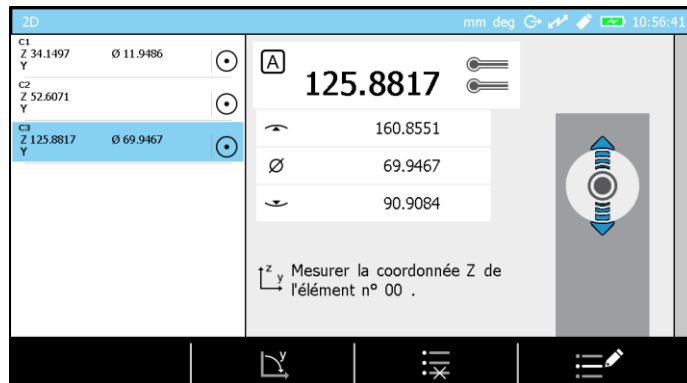 2D
mm deg G+ 10:56:41
C1
Z 34.1497 Ø 11.9486
Y
C2
Z 52.6071
Y
C3
Z 125.8817 Ø 69.9467
Y
A
125.8817
160.8551
Ø 69.9467
90.9084
z
y
Mesurer la coordonnée Z de
l'élément n° 00 .
y